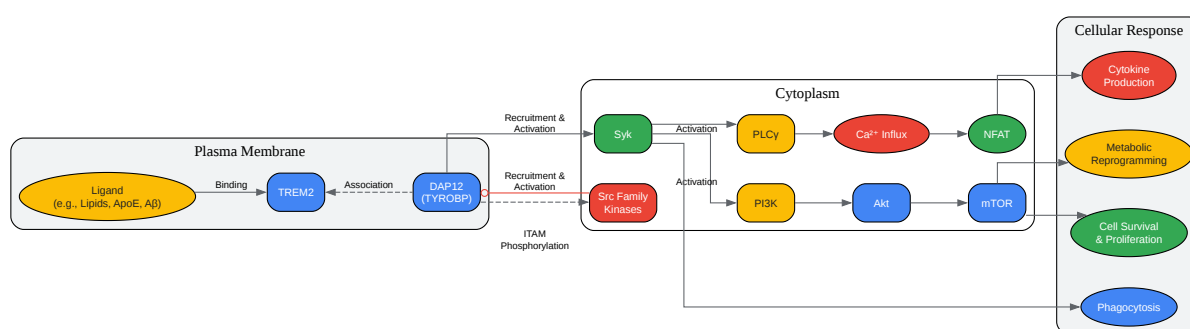 Plasma Membrane
Ligand
(e.g., Lipids, ApoE, Aβ)
Binding
TREM2
Association
DAP12
(TYROBP)
Recruitment &
Activation
Recruitment &
Activation
ITAM
Phosphorylation
Cytoplasm
Syk
Src Family
Kinases
Activation
Activation
PLCγ
Ca²⁺ Influx
NFAT
PI3K
Akt
mTOR
Cellular Response
Cytokine
Production
Metabolic
Reprogramming
Cell Survival
& Proliferation
Phagocytosis